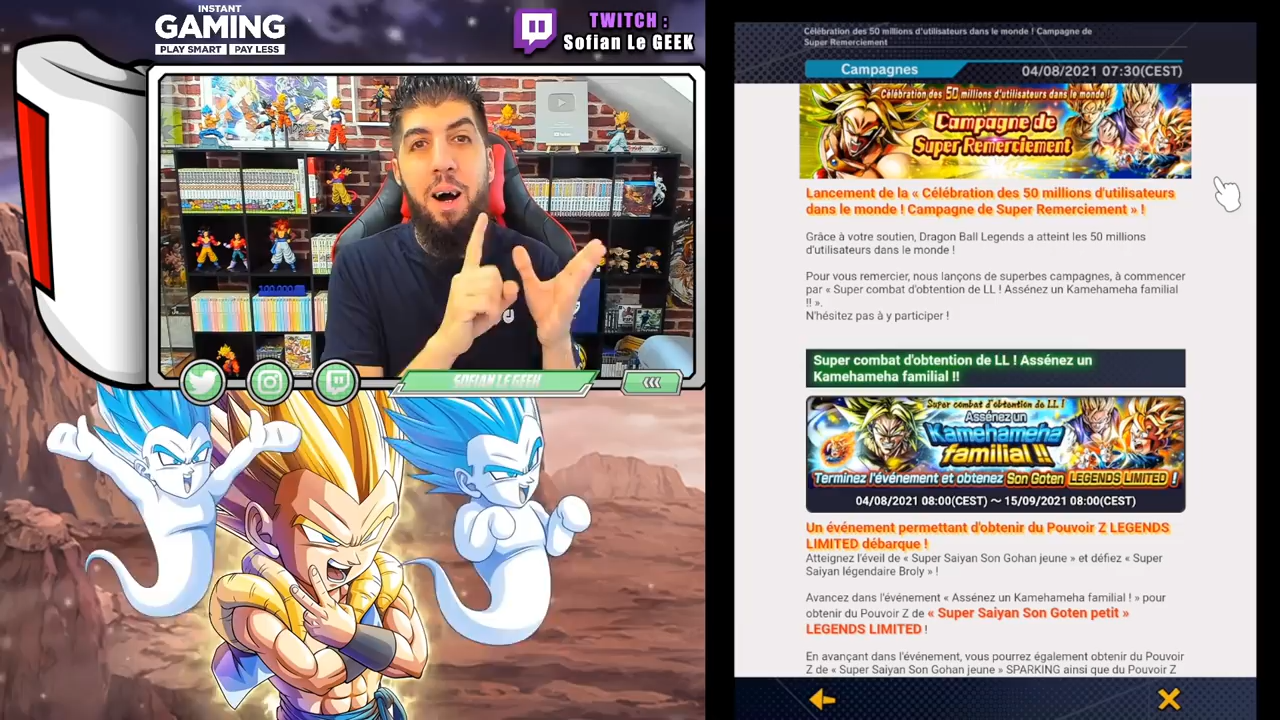 INSTANT
GAMING
PLAY SMART | PAY LESS
TWITCH :
Sofian Le GEEK
100.000
SOFIAN LE GEEK
Célébration des 50 millions d'utilisateurs dans le monde ! Campagne de
Super Remerciement
Campagnes
04/08/2021 07:30(CEST)
Célébration des 50 millions d'utilisateurs dans le monde !
Campagne de
Super Remerciement
Lancement de la « Célébration des 50 millions d'utilisateurs
dans le monde ! Campagne de Super Remerciement » !
Grâce à votre soutien, Dragon Ball Legends a atteint les 50 millions
d'utilisateurs dans le monde !
Pour vous remercier, nous lançons de superbes campagnes, à commencer
par « Super combat d'obtention de LL ! Assénez un Kamehameha familial
!! ».
N'hésitez pas à y participer !
Super combat d'obtention de LL ! Assénez un
Kamehameha familial !!
Super combat d'obtention de LL !
Assénez un
Kamehameha
familial !!
Terminez l'événement et obtenez Son Goten LEGENDS LIMITED !
04/08/2021 08:00(CEST) ～ 15/09/2021 08:00(CEST)
Un événement permettant d'obtenir du Pouvoir Z LEGENDS
LIMITED débarque !
Atteignez l'éveil de « Super Saiyan Son Gohan jeune » et défiez « Super
Saiyan légendaire Broly » !
Avancez dans l'événement « Assénez un Kamehameha familial ! » pour
obtenir du Pouvoir Z de « Super Saiyan Son Goten petit »
LEGENDS LIMITED !
En avançant dans l'événement, vous pourrez également obtenir du Pouvoir
Z de « Super Saiyan Son Gohan jeune » SPARKING ainsi que du Pouvoir Z